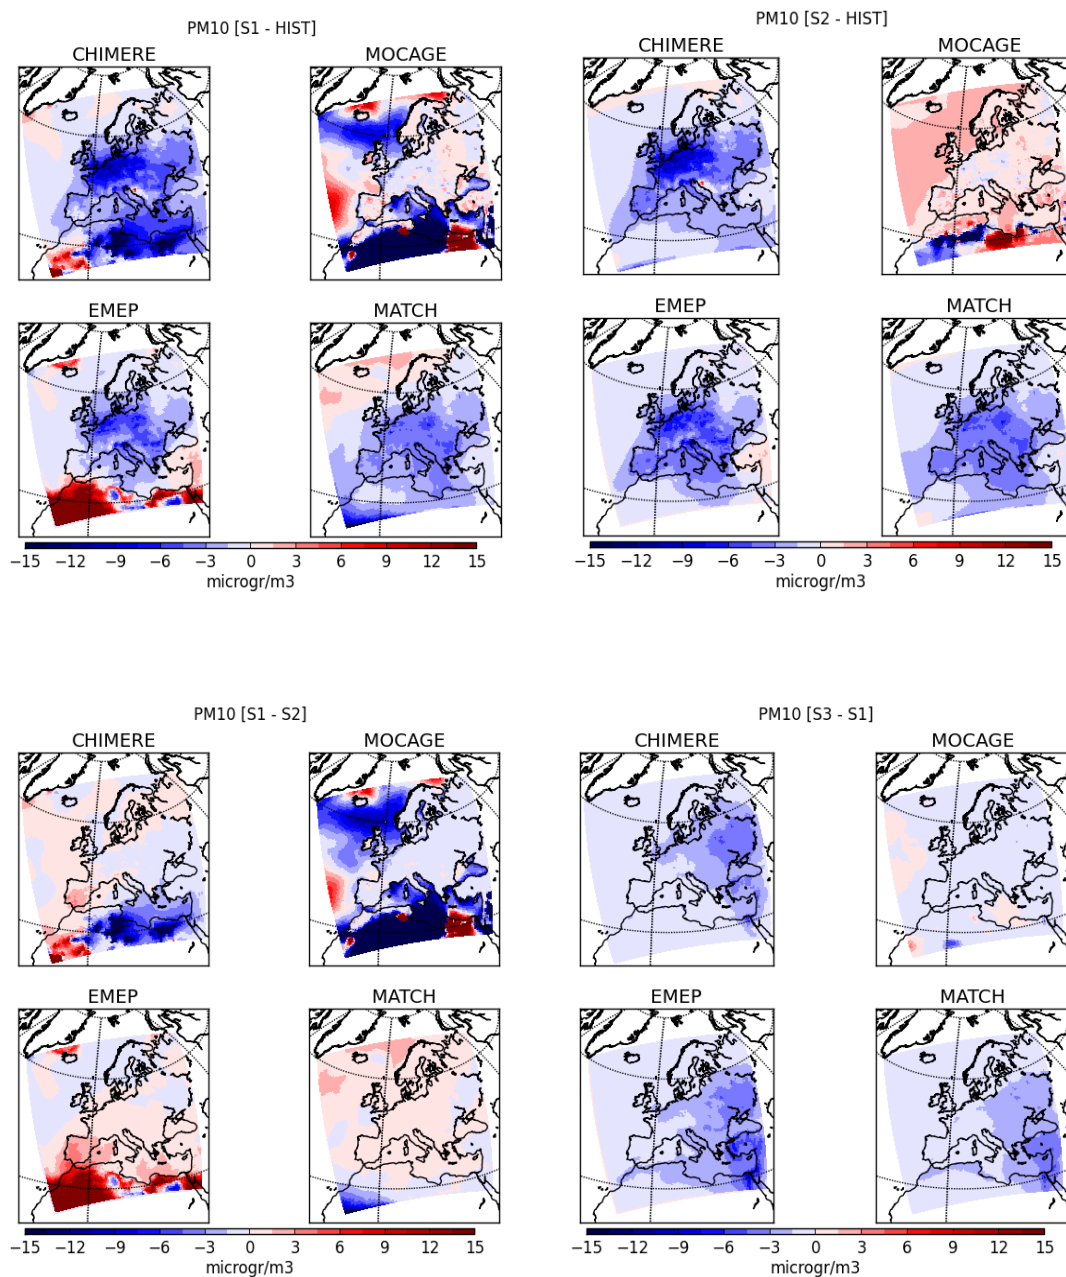 PM10 [S1 - HIST]
CHIMERE MOCAGE
EMEP MATCH
−15 −12 −9 −6 −3 0 3 6 9 12 15
microgr/m3
PM10 [S2 - HIST]
CHIMERE MOCAGE
EMEP MATCH
−15 −12 −9 −6 −3 0 3 6 9 12 15
microgr/m3
PM10 [S1 - S2]
CHIMERE MOCAGE
EMEP MATCH
−15 −12 −9 −6 −3 0 3 6 9 12 15
microgr/m3
PM10 [S3 - S1]
CHIMERE MOCAGE
EMEP MATCH
−15 −12 −9 −6 −3 0 3 6 9 12 15
microgr/m3